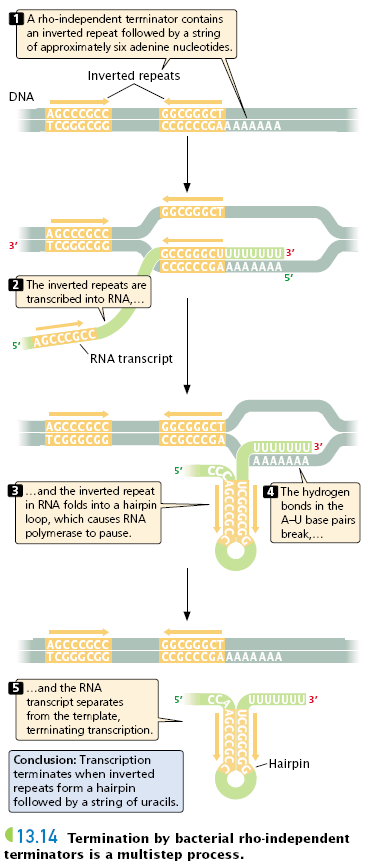 1 A rho-independent terminator contains
an inverted repeat followed by a string
of approximately six adenine nucleotides.
Inverted repeats
DNA
AGCCCGCC GGCGGGCT
TCGGGCGG CCGCCCGAAAAAAAA
GGCGGGCT
AGCCCGCC
TCGGGCGG
3′
GCCGGGCUUUUUUUU 3′
CCGCCCGAAAAAAAA
5′
2 The inverted repeats are
transcribed into RNA,…
5′ AGCCCGCC
RNA transcript
AGCCCGCC GGCGGGCT
TCGGGCGG CCGCCCGA
UUUUUUU 3′
AAAAAAA
5′ CC
3 …and the inverted repeat
in RNA folds into a hairpin
loop, which causes RNA
polymerase to pause.
4 The hydrogen
bonds in the
A–U base pairs
break,…
AGCCCGCC GGCGGGCT
TCGGGCGG CCGCCCGAAAAAAAA
5 …and the RNA
transcript separates
from the template,
terminating transcription.
5′ CC UUUUUUU 3′
Hairpin
Conclusion: Transcription
terminates when inverted
repeats form a hairpin
followed by a string of uracils.
13.14 Termination by bacterial rho-independent
terminators is a multistep process.